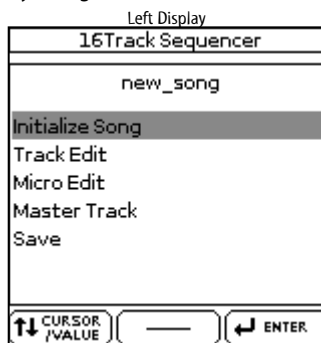 Left Display
16Track Sequencer
new_song
Initialize Song
Track Edit
Micro Edit
Master Track
Save
CURSOR
/VALUE
ENTER